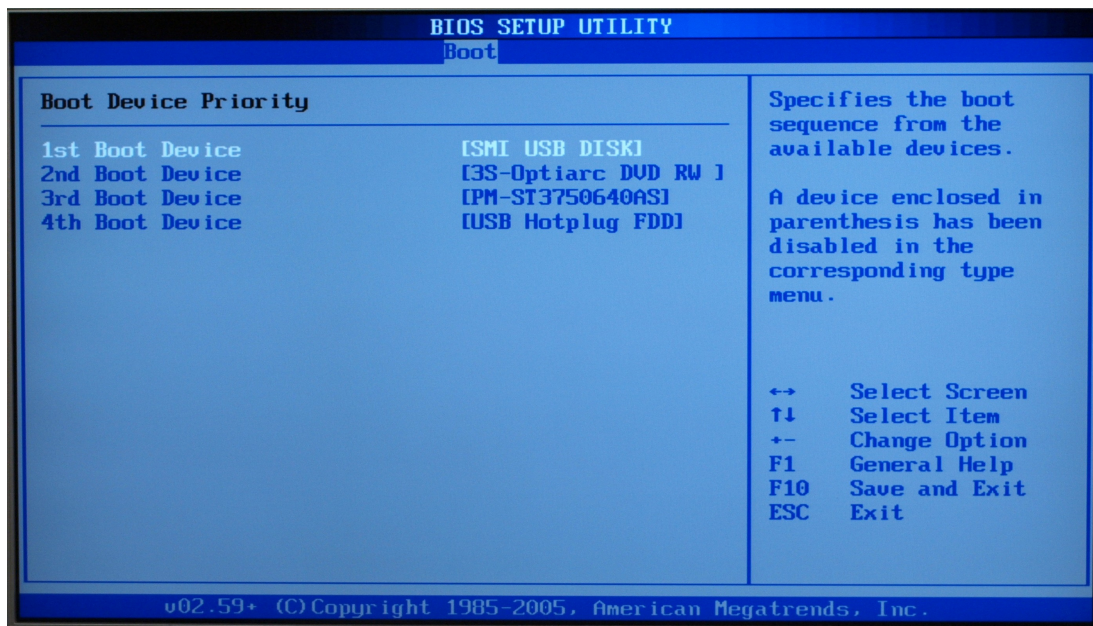 BIOS SETUP UTILITY
Boot
Boot Device Priority
1st Boot Device [SMI USB DISK]
2nd Boot Device [3S-Optiarc DVD RW ]
3rd Boot Device [PM-ST3750640AS]
4th Boot Device [USB Hotplug FDD]
Specifies the boot
sequence from the
available devices.
A device enclosed in
parenthesis has been
disabled in the
corresponding type
menu.
←→ Select Screen
↑↓ Select Item
+- Change Option
F1 General Help
F10 Save and Exit
ESC Exit
v02.59+ (C)Copyright 1985-2005, American Megatrends, Inc.